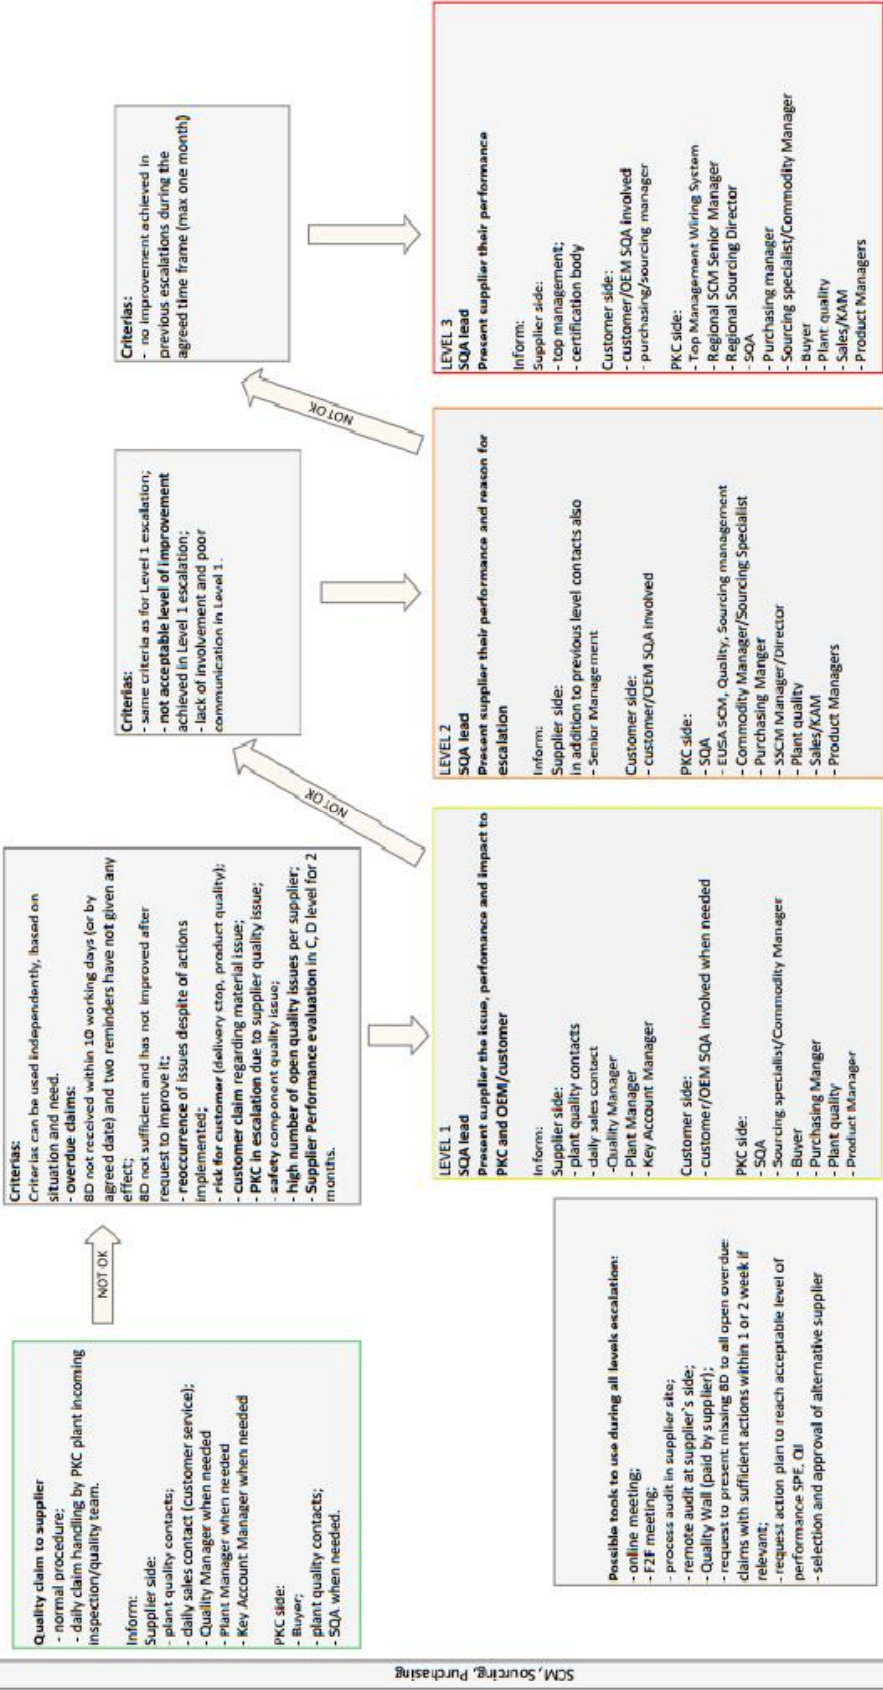 SCM, Sourcing, Purchasing
Quality claim to supplier
- normal procedure;
- daily claim handling by PKC plant incoming
inspection/quality team.
Inform:
Supplier side:
- plant quality contacts;
- daily sales contact (customer service);
- Quality Manager when needed
- Plant Manager when needed
- Key Account Manager when needed
PKC side:
- Buyer;
- plant quality contacts;
- SQA when needed.
NOT OK
Criterias:
Criterias can be used independently, based on
situation and need.
- overdue claims:
8D not received within 10 working days (or by
agreed date) and two reminders have not given any
effect;
8D not sufficient and has not improved after
request to improve it;
- reoccurrence of issues despite of actions
implemented;
- risk for customer (delivery stop, product quality);
- customer claim regarding material issue;
- PKC in escalation due to supplier quality issue;
- safety component quality issue;
- high number of open quality issues per supplier;
- Supplier Performance evaluation in C, D level for 2
months.
NOT OK
Criterias:
- same criteria as for Level 1 escalation;
- not acceptable level of improvement
achieved in Level 1 escalation;
- lack of involvement and poor
communication in Level 1.
NOT OK
Criterias:
- no improvement achieved in
previous escalations during the
agreed time frame (max one month)
Possible tools to use during all levels escalation:
- online meeting;
- F2F meeting;
- process audit in supplier site;
- remote audit at supplier's side;
- Quality Wall (paid by supplier);
- request to present missing 8D to all open overdue
claims with sufficient actions within 1 or 2 week if
relevant;
- request action plan to reach acceptable level of
performance SPE, QII
- selection and approval of alternative supplier
LEVEL 1
SQA lead
Present supplier the issue, perfomance and impact to
PKC and OEM/customer
Inform:
Supplier side:
- plant quality contacts
- daily sales contact
-Quality Manager
- Plant Manager
- Key Account Manager
Customer side:
- customer/OEM SQA involved when needed
PKC side:
- SQA
- Sourcing specialist/Commodity Manager
- Buyer
- Purchasing Manger
- Plant quality
- Product Manager
LEVEL 2
SQA lead
Present supplier their performance and reason for
escalation
Inform:
Supplier side:
in addition to previous level contacts also
- Senior Management
Customer side:
- customer/OEM SQA involved
PKC side:
- SQA
- EUSA SCM, Quality, Sourcing management
- Commodity Manager/Sourcing Specialist
- Purchasing Manger
- SSCM Manager/Director
- Plant quality
- Sales/KAM
- Product Managers
LEVEL 3
SQA lead
Present supplier their performance
Inform:
Supplier side:
- top management;
- certification body
Customer side:
- customer/OEM SQA involved
- purchasing/sourcing manager
PKC side:
- Top Management Wiring System
- Regional SCM Senior Manager
- Regional Sourcing Director
- SQA
- Purchasing manager
- Sourcing specialist/Commodity Manager
- Buyer
- Plant quality
- Sales/KAM
- Product Managers